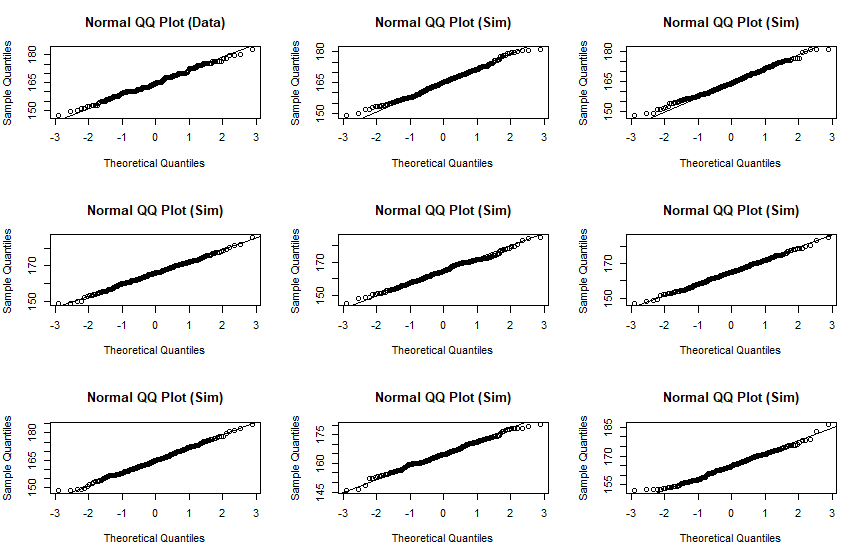 Normal QQ Plot (Data)
Sample Quantiles
150 165 180
-3 -2 -1 0 1 2 3
Theoretical Quantiles
Normal QQ Plot (Sim)
Sample Quantiles
150 165 180
-3 -2 -1 0 1 2 3
Theoretical Quantiles
Normal QQ Plot (Sim)
Sample Quantiles
150 165 180
-3 -2 -1 0 1 2 3
Theoretical Quantiles
Normal QQ Plot (Sim)
Sample Quantiles
150 170
-3 -2 -1 0 1 2 3
Theoretical Quantiles
Normal QQ Plot (Sim)
Sample Quantiles
150 170
-3 -2 -1 0 1 2 3
Theoretical Quantiles
Normal QQ Plot (Sim)
Sample Quantiles
150 170
-3 -2 -1 0 1 2 3
Theoretical Quantiles
Normal QQ Plot (Sim)
Sample Quantiles
150 165 180
-3 -2 -1 0 1 2 3
Theoretical Quantiles
Normal QQ Plot (Sim)
Sample Quantiles
145 160 175
-3 -2 -1 0 1 2 3
Theoretical Quantiles
Normal QQ Plot (Sim)
Sample Quantiles
155 170 185
-3 -2 -1 0 1 2 3
Theoretical Quantiles